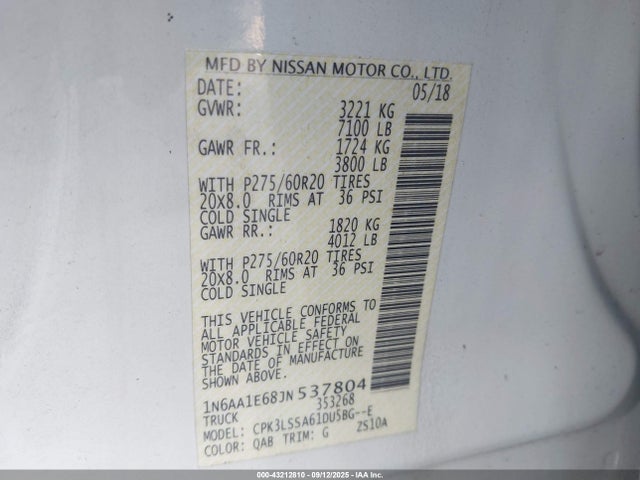 MFD BY NISSAN MOTOR CO., LTD.
DATE: 05/18
GVWR: 3221 KG
7100 LB
GAWR FR.: 1724 KG
3800 LB
WITH P275/60R20 TIRES
20X8.0 RIMS AT 36 PSI
COLD SINGLE
GAWR RR.: 1820 KG
4012 LB
WITH P275/60R20 TIRES
20X8.0 RIMS AT 36 PSI
COLD SINGLE
THIS VEHICLE CONFORMS TO
ALL APPLICABLE FEDERAL
MOTOR VEHICLE SAFETY
STANDARDS IN EFFECT ON
THE DATE OF MANUFACTURE
SHOWN ABOVE.
1N6AA1E68JN537804
TRUCK 353268
MODEL: CPK3LSSA61DU5BG--E
COLOR: QAB TRIM: G ZS10A
000-43212810 - 09/12/2025 - IAA Inc.